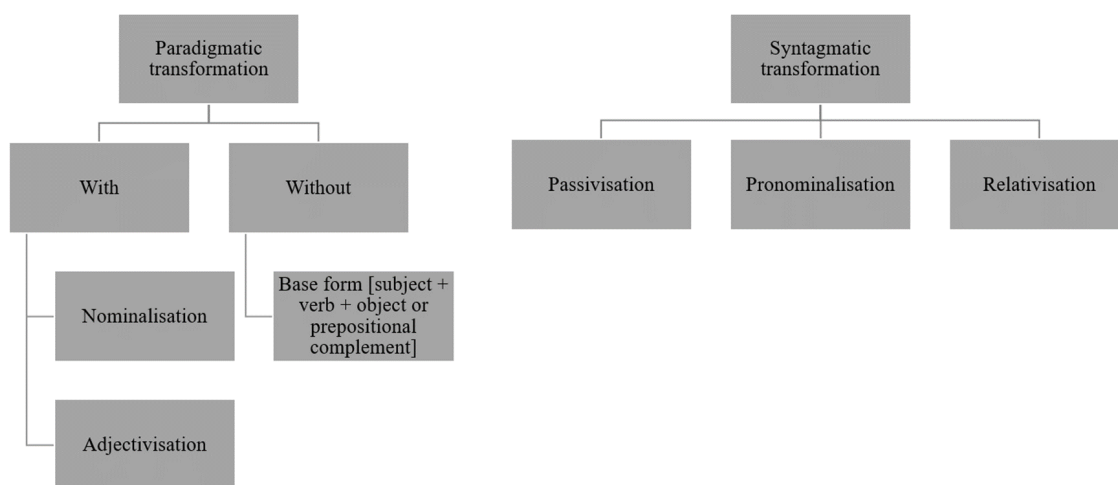 Paradigmatic
transformation
With
Without
Nominalisation
Base form [subject +
verb + object or
prepositional
complement]
Adjectivisation
Syntagmatic
transformation
Passivisation
Pronominalisation
Relativisation